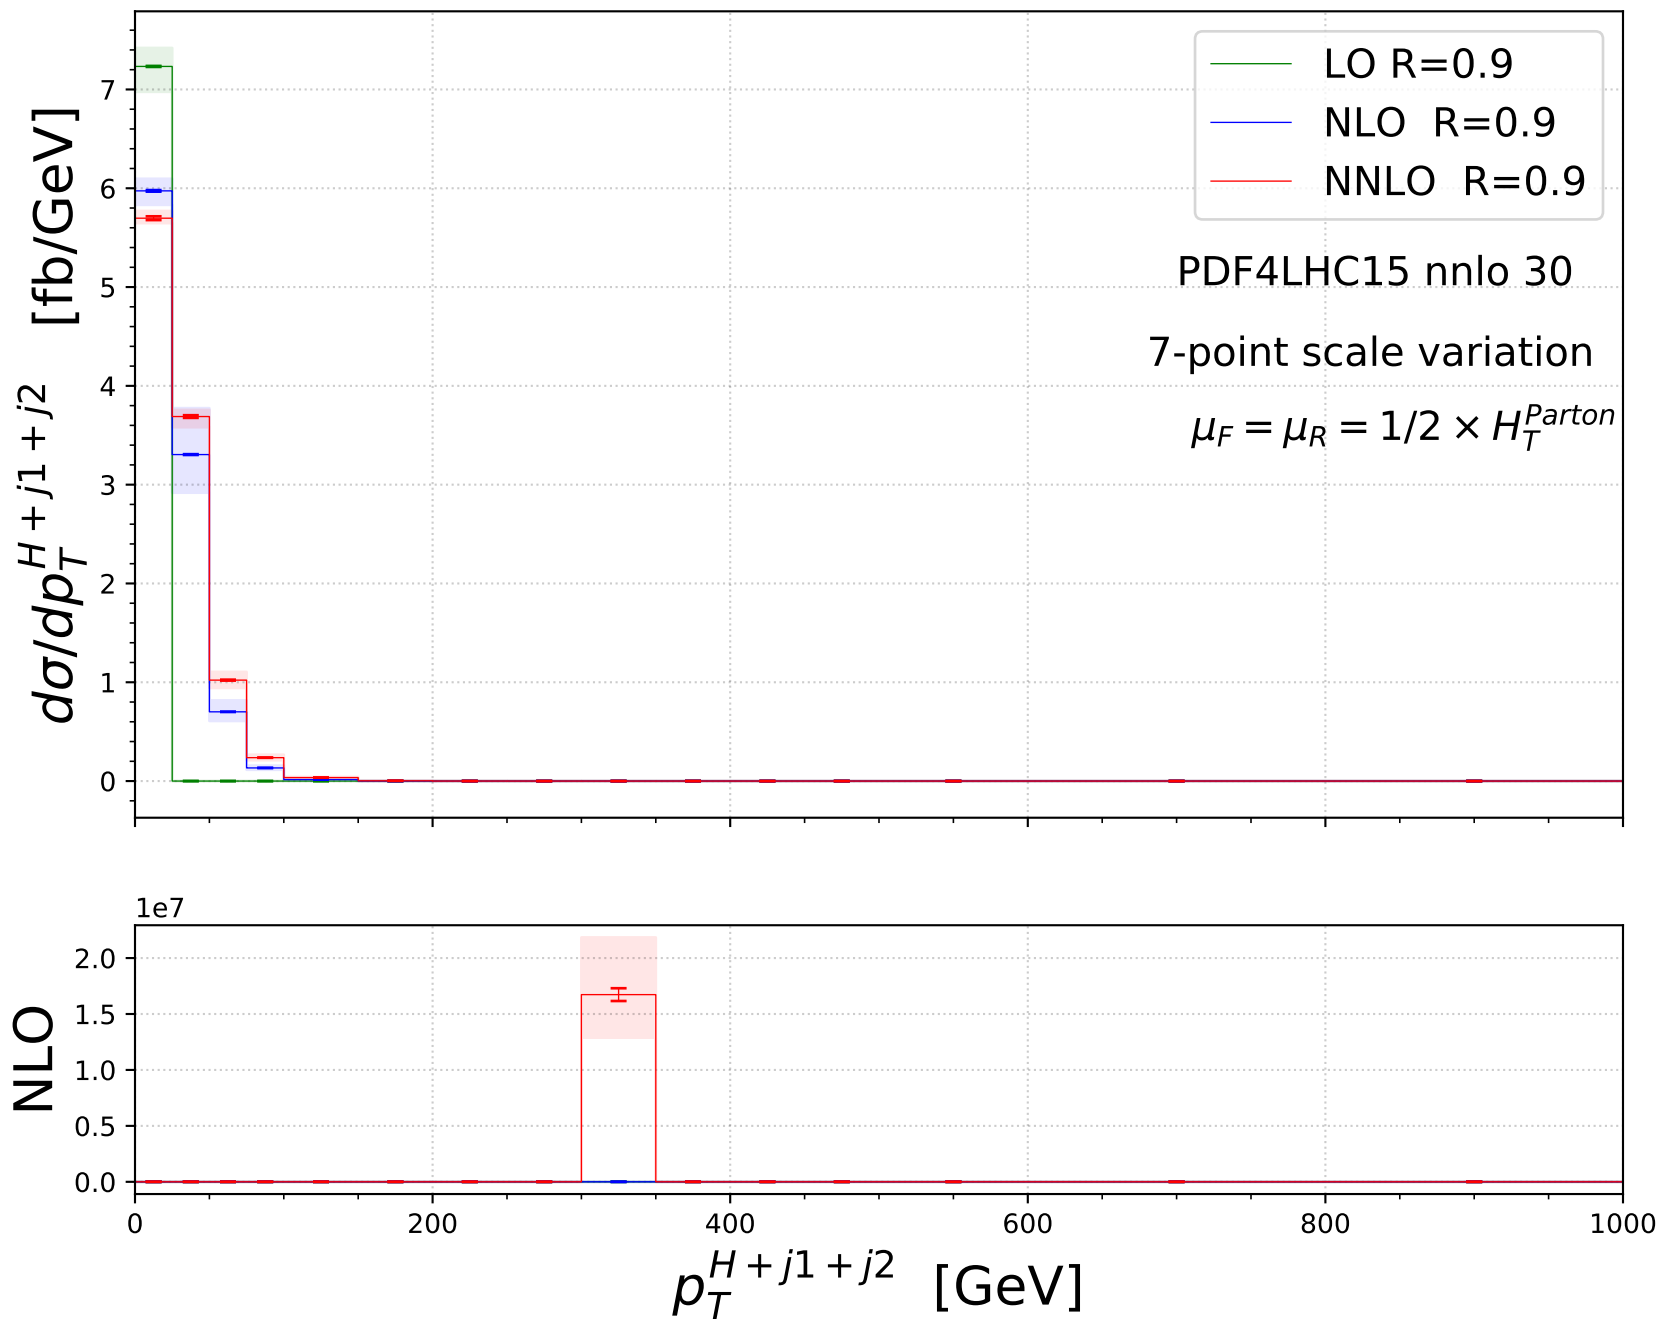 dσ/dp_T^{H+j1+j2} [fb/GeV]
7
6
5
4
3
2
1
0
LO R=0.9
NLO R=0.9
NNLO R=0.9
PDF4LHC15 nnlo 30
7-point scale variation
μ_F = μ_R = 1/2 × H_T^{Parton}
1e7
NLO
2.0
1.5
1.0
0.5
0.0
0 200 400 600 800 1000
p_T^{H+j1+j2} [GeV]